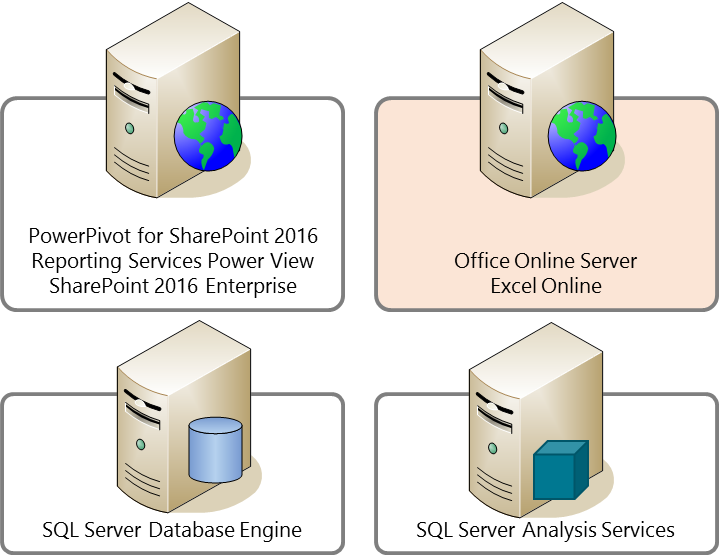 PowerPivot for SharePoint 2016
Reporting Services Power View
SharePoint 2016 Enterprise
Office Online Server
Excel Online
SQL Server Database Engine
SQL Server Analysis Services